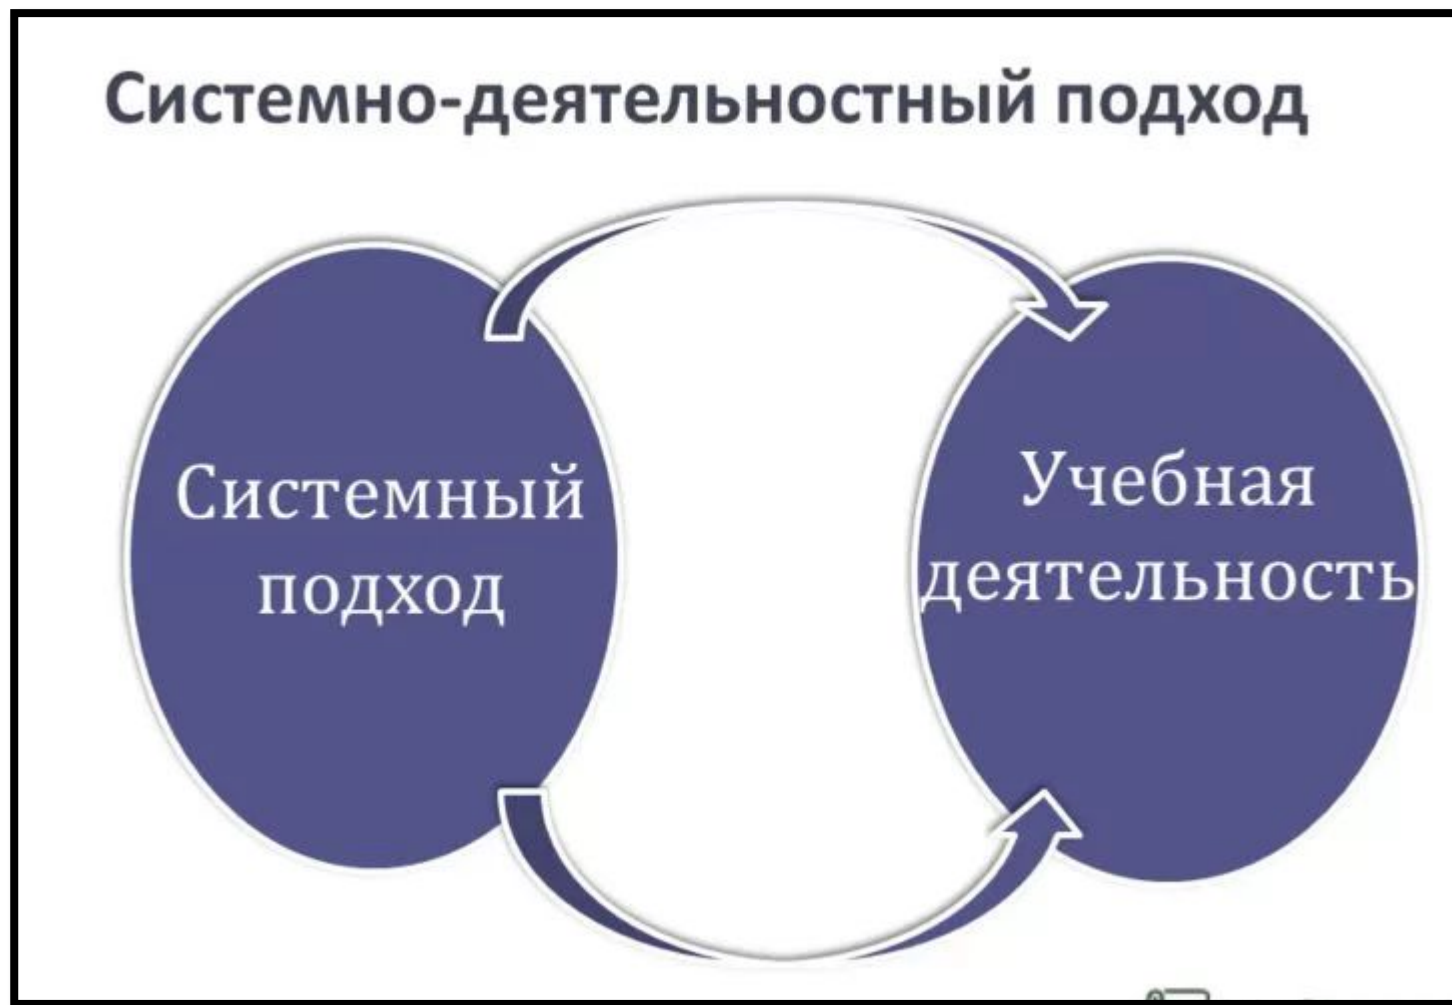 Системно-деятельностный подход
Системный
подход
Учебная
деятельность